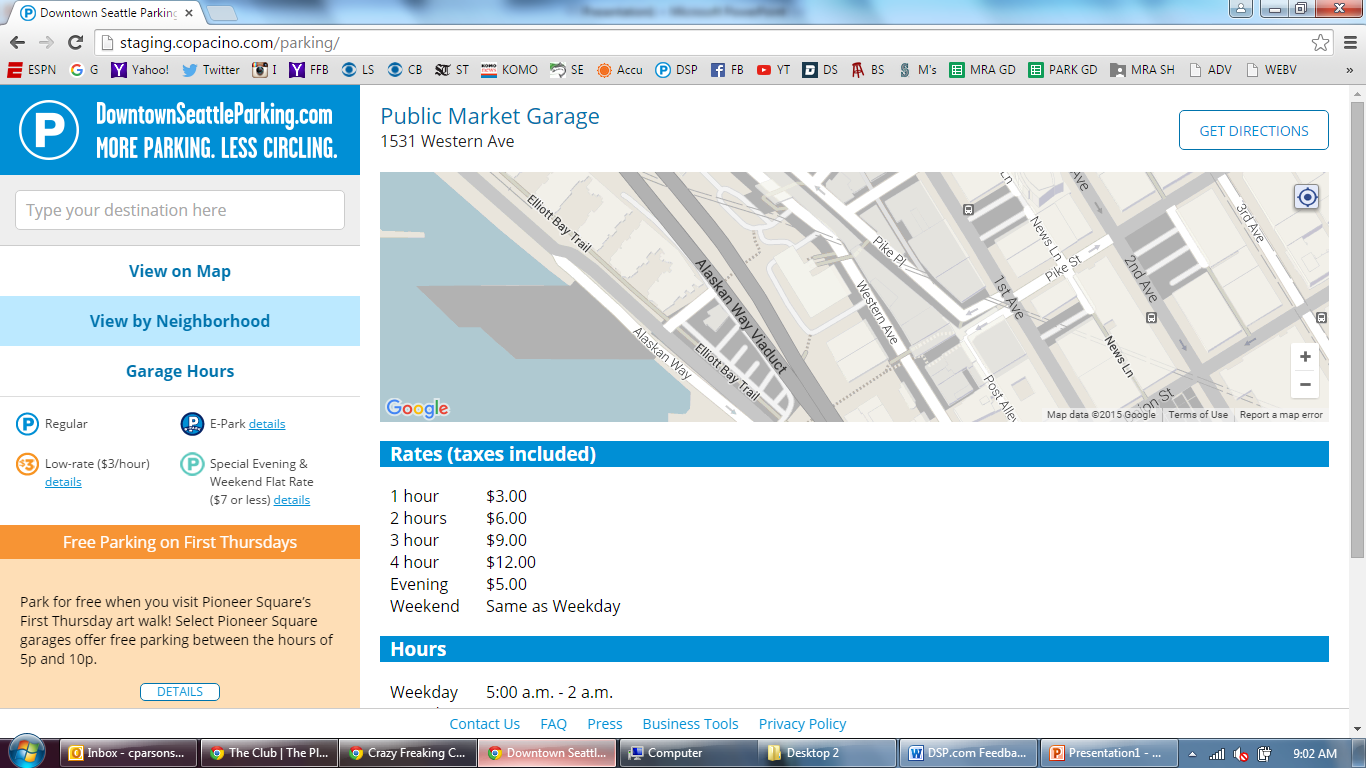 Downtown Seattle Parking
Presentation1 - Microsoft PowerPoint
staging.copacino.com/parking/
ESPN G G Yahoo! Twitter I FFB LS CB ST KOMO SE Accu DSP FB YT DS BS M's MRA GD PARK GD MRA SH ADV WEBV »
P DowntownSeattleParking.com
MORE PARKING. LESS CIRCLING.
Type your destination here
View on Map
View by Neighborhood
Garage Hours
P Regular
P E-Park details
$3 Low-rate ($3/hour)
details
P Special Evening &
Weekend Flat Rate
($7 or less) details
Free Parking on First Thursdays
Park for free when you visit Pioneer Square's
First Thursday art walk! Select Pioneer Square
garages offer free parking between the hours of
5p and 10p.
DETAILS
Public Market Garage
1531 Western Ave
GET DIRECTIONS
Elliott Bay Trail
Alaskan Way Viaduct
Alaskan Way
Elliott Bay Trail
Western Ave
Pike Pl
Pike St
1st Ave
News Ln
Ave
2nd Ave
3rd Ave
News Ln
Post Alley
on St
Ln
+
−
Google
Map data ©2015 Google
Terms of Use
Report a map error
Rates (taxes included)
1 hour $3.00
2 hours $6.00
3 hour $9.00
4 hour $12.00
Evening $5.00
Weekend Same as Weekday
Hours
Weekday 5:00 a.m. - 2 a.m.
Contact Us FAQ Press Business Tools Privacy Policy
Inbox - cparsons... The Club | The Pl... Crazy Freaking C... Downtown Seattl... Computer Desktop 2 DSP.com Feedba... Presentation1 - ... 9:02 AM